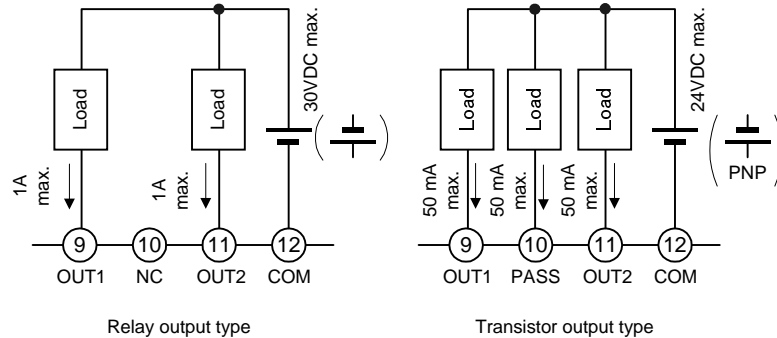 Load
Load
30VDC max.
1A
max.
1A
max.
9
10
11
12
OUT1
NC
OUT2
COM
Relay output type
Load
Load
Load
24VDC max.
PNP
50 mA
max.
50 mA
max.
50 mA
max.
9
10
11
12
OUT1
PASS
OUT2
COM
Transistor output type